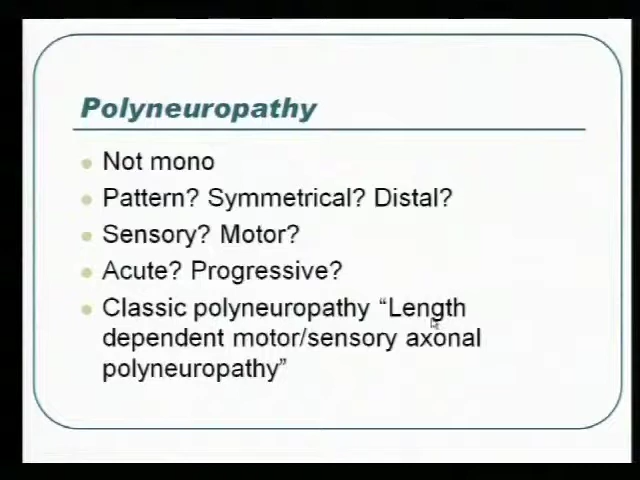 Polyneuropathy
Not mono
Pattern? Symmetrical? Distal?
Sensory? Motor?
Acute? Progressive?
Classic polyneuropathy “Length
dependent motor/sensory axonal
polyneuropathy”